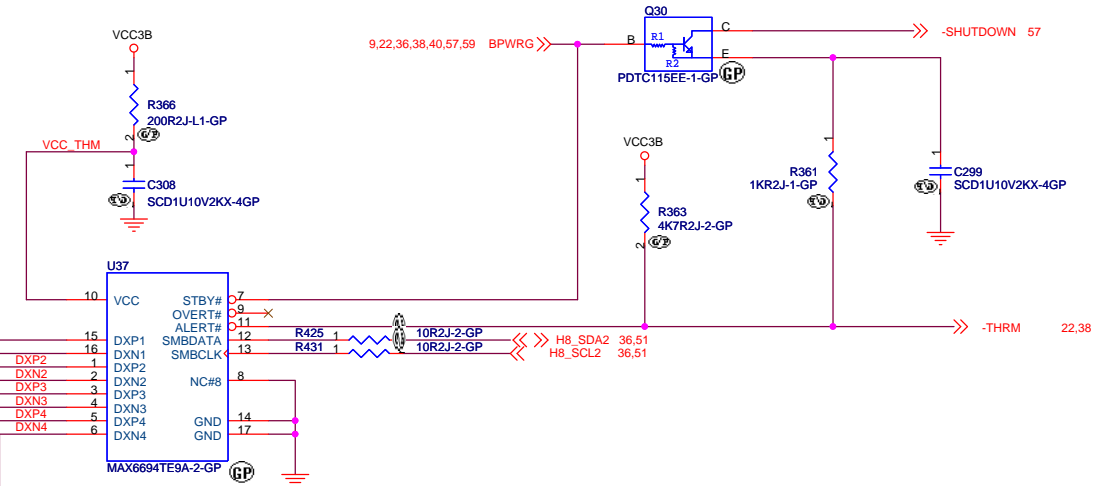 Q30
VCC3B
9,22,36,38,40,57,59 BPWRG
B
R1
R2
C
E
-SHUTDOWN 57
PDTC115EE-1-GP
GP
1
R366
200R2J-L1-GP
2
G/P
VCC_THM
1
C308
SCD1U10V2KX-4GP
VCC3B
1
R363
4K7R2J-2-GP
2
G/P
1
R361
1KR2J-1-GP
1
C299
SCD1U10V2KX-4GP
U37
10 VCC
STBY# 7
OVERT# 9
ALERT# 11
-THRM 22,38
15 DXP1
SMBDATA 12
R425 1
10R2J-2-GP
H8_SDA2 36,51
16 DXN1
SMBCLK 13
R431 1
10R2J-2-GP
H8_SCL2 36,51
DXP2 1 DXP2
DXN2 2 DXN2
NC#8 8
DXP3 3 DXP3
DXN3 4 DXN3
DXP4 5 DXP4
GND 14
DXN4 6 DXN4
GND 17
MAX6694TE9A-2-GP
GP